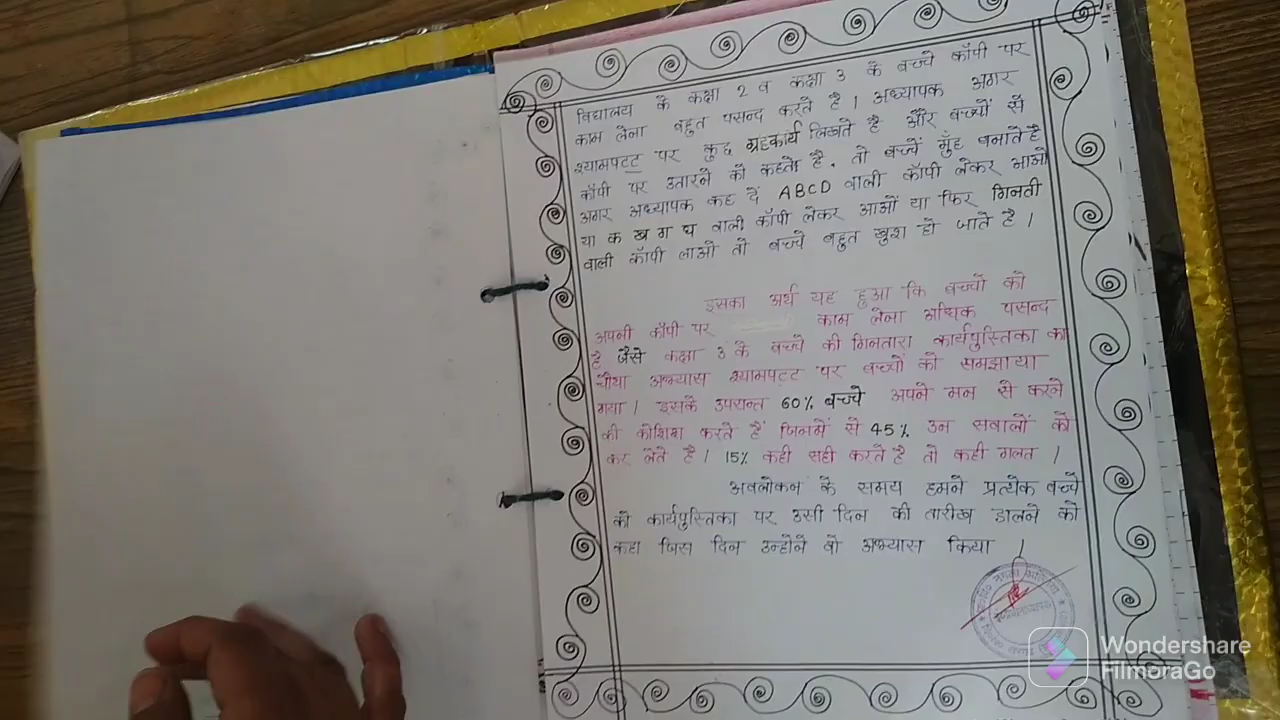 विद्यालय के कक्षा 2 व कक्षा 3 के बच्चे कॉपी पर
काम लेना बहुत पसन्द करते है। अध्यापक अगर
श्यामपटट पर कुछ ग्रहकार्य लिखते है और बच्चों से
कॉपी पर उतारने को कहते है, तो बच्चें मुँह बनाते है
अगर अध्यापक कह दें ABCD वाली कॉपी लेकर आओ
या क ख ग घ वाली कॉपी लेकर आओं या फिर गिनती
वाली कॉपी लाओ तो बच्चे बहुत खुश हो जाते है।
इसका अर्थ यह हुआ कि बच्चो को
अपनी कॉपी पर काम लेना अधिक पसन्द
है जैसे कक्षा 3 के बच्चे की गिनतारा कार्यपुस्तिका का
चौथा अभ्यास श्यामपटट पर बच्चों को समझाया
गया। इसके उपरान्त 60% बच्चे अपने मन से करने
की कोशिश करते हैं जिनमें से 45% उन सवालों को
कर लेते है। 15% कही सही करते है तो कही गलत।
अवलोकन के समय हमने प्रत्येक बच्चे
को कार्यपुस्तिका पर उसी दिन की तारीख डालने को
कहा जिस दिन उन्होने वो अभ्यास किया।
Wondershare
FilmoraGo